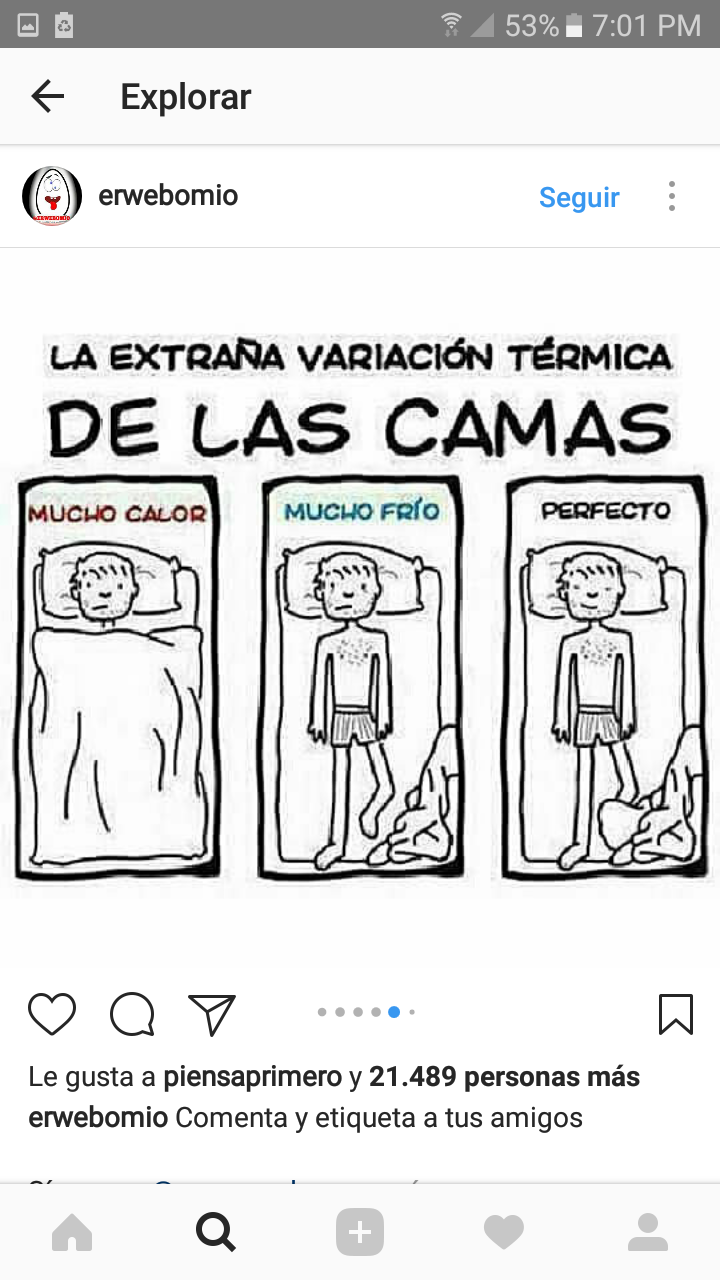 53% 7:01 PM
Explorar
erwebomio
Seguir
LA EXTRAÑA VARIACIÓN TÉRMICA
DE LAS CAMAS
MUCHO CALOR
MUCHO FRÍO
PERFECTO
Le gusta a piensaprimero y 21.489 personas más
erwebomio Comenta y etiqueta a tus amigos